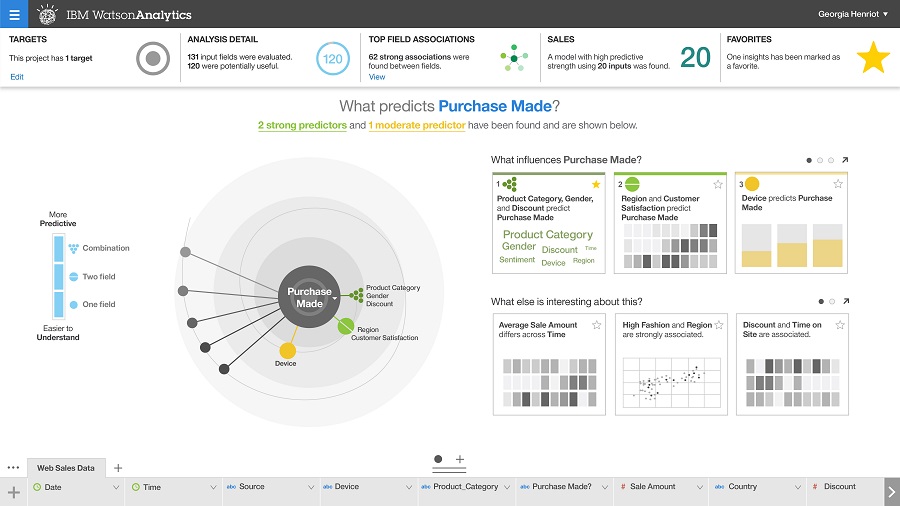 IBM WatsonAnalytics
Georgia Henriot
TARGETS
This project has 1 target
Edit
ANALYSIS DETAIL
131 input fields were evaluated.
120 were potentially useful.
120
TOP FIELD ASSOCIATIONS
62 strong associations were
found between fields.
View
SALES
A model with high predictive
strength using 20 inputs was found.
20
FAVORITES
One insights has been marked as
a favorite.
What predicts Purchase Made?
2 strong predictors and 1 moderate predictor have been found and are shown below.
More
Predictive
Combination
Two field
One field
Easier to
Understand
Purchase
Made
Product Category
Gender
Discount
Region
Customer Satisfaction
Device
What influences Purchase Made?
1
Product Category, Gender,
and Discount predict
Purchase Made
Product Category
Gender Discount Time
Sentiment Device Region
2
Region and Customer
Satisfaction predict
Purchase Made
3
Device predicts Purchase
Made
What else is interesting about this?
Average Sale Amount
differs across Time
High Fashion and Region
are strongly associated.
Discount and Time on
Site are associated.
Web Sales Data
Date
Time
abc Source
abc Device
abc Product_Category
abc Purchase Made?
# Sale Amount
abc Country
# Discount